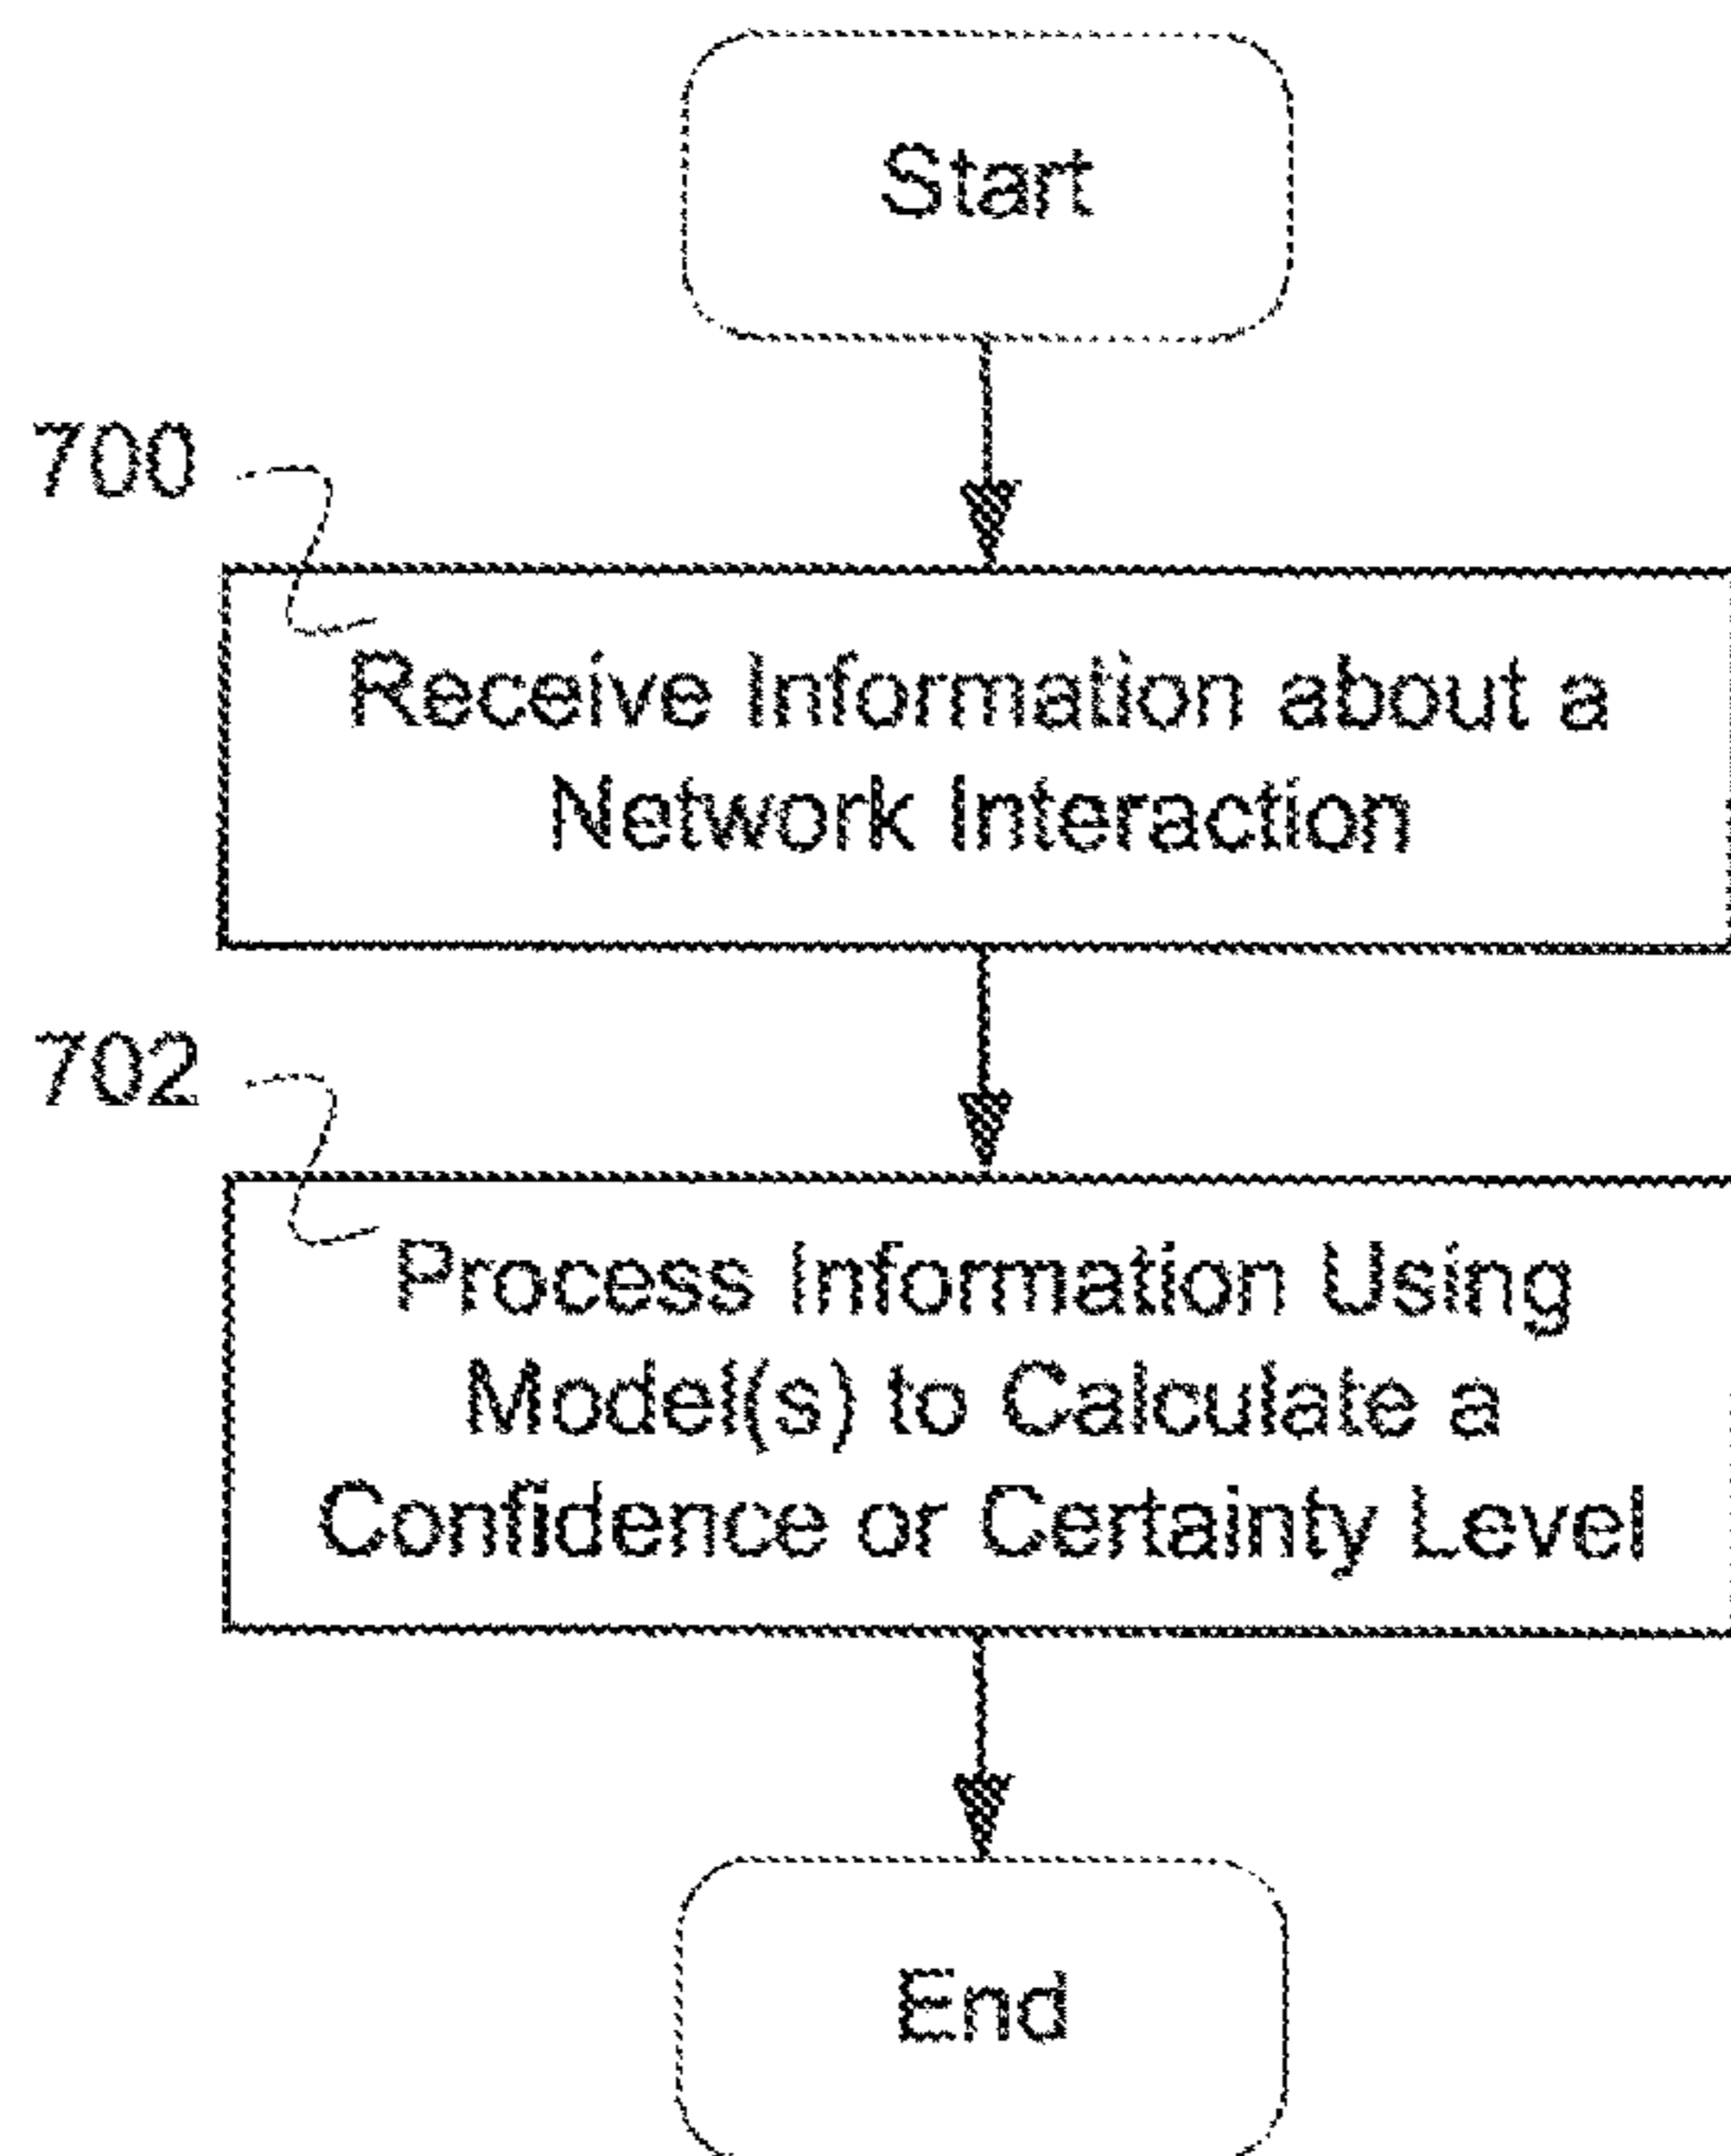 Start
700
Receive Information about a
Network Interaction
702
Process Information Using
Model(s) to Calculate a
Confidence or Certainty Level
End